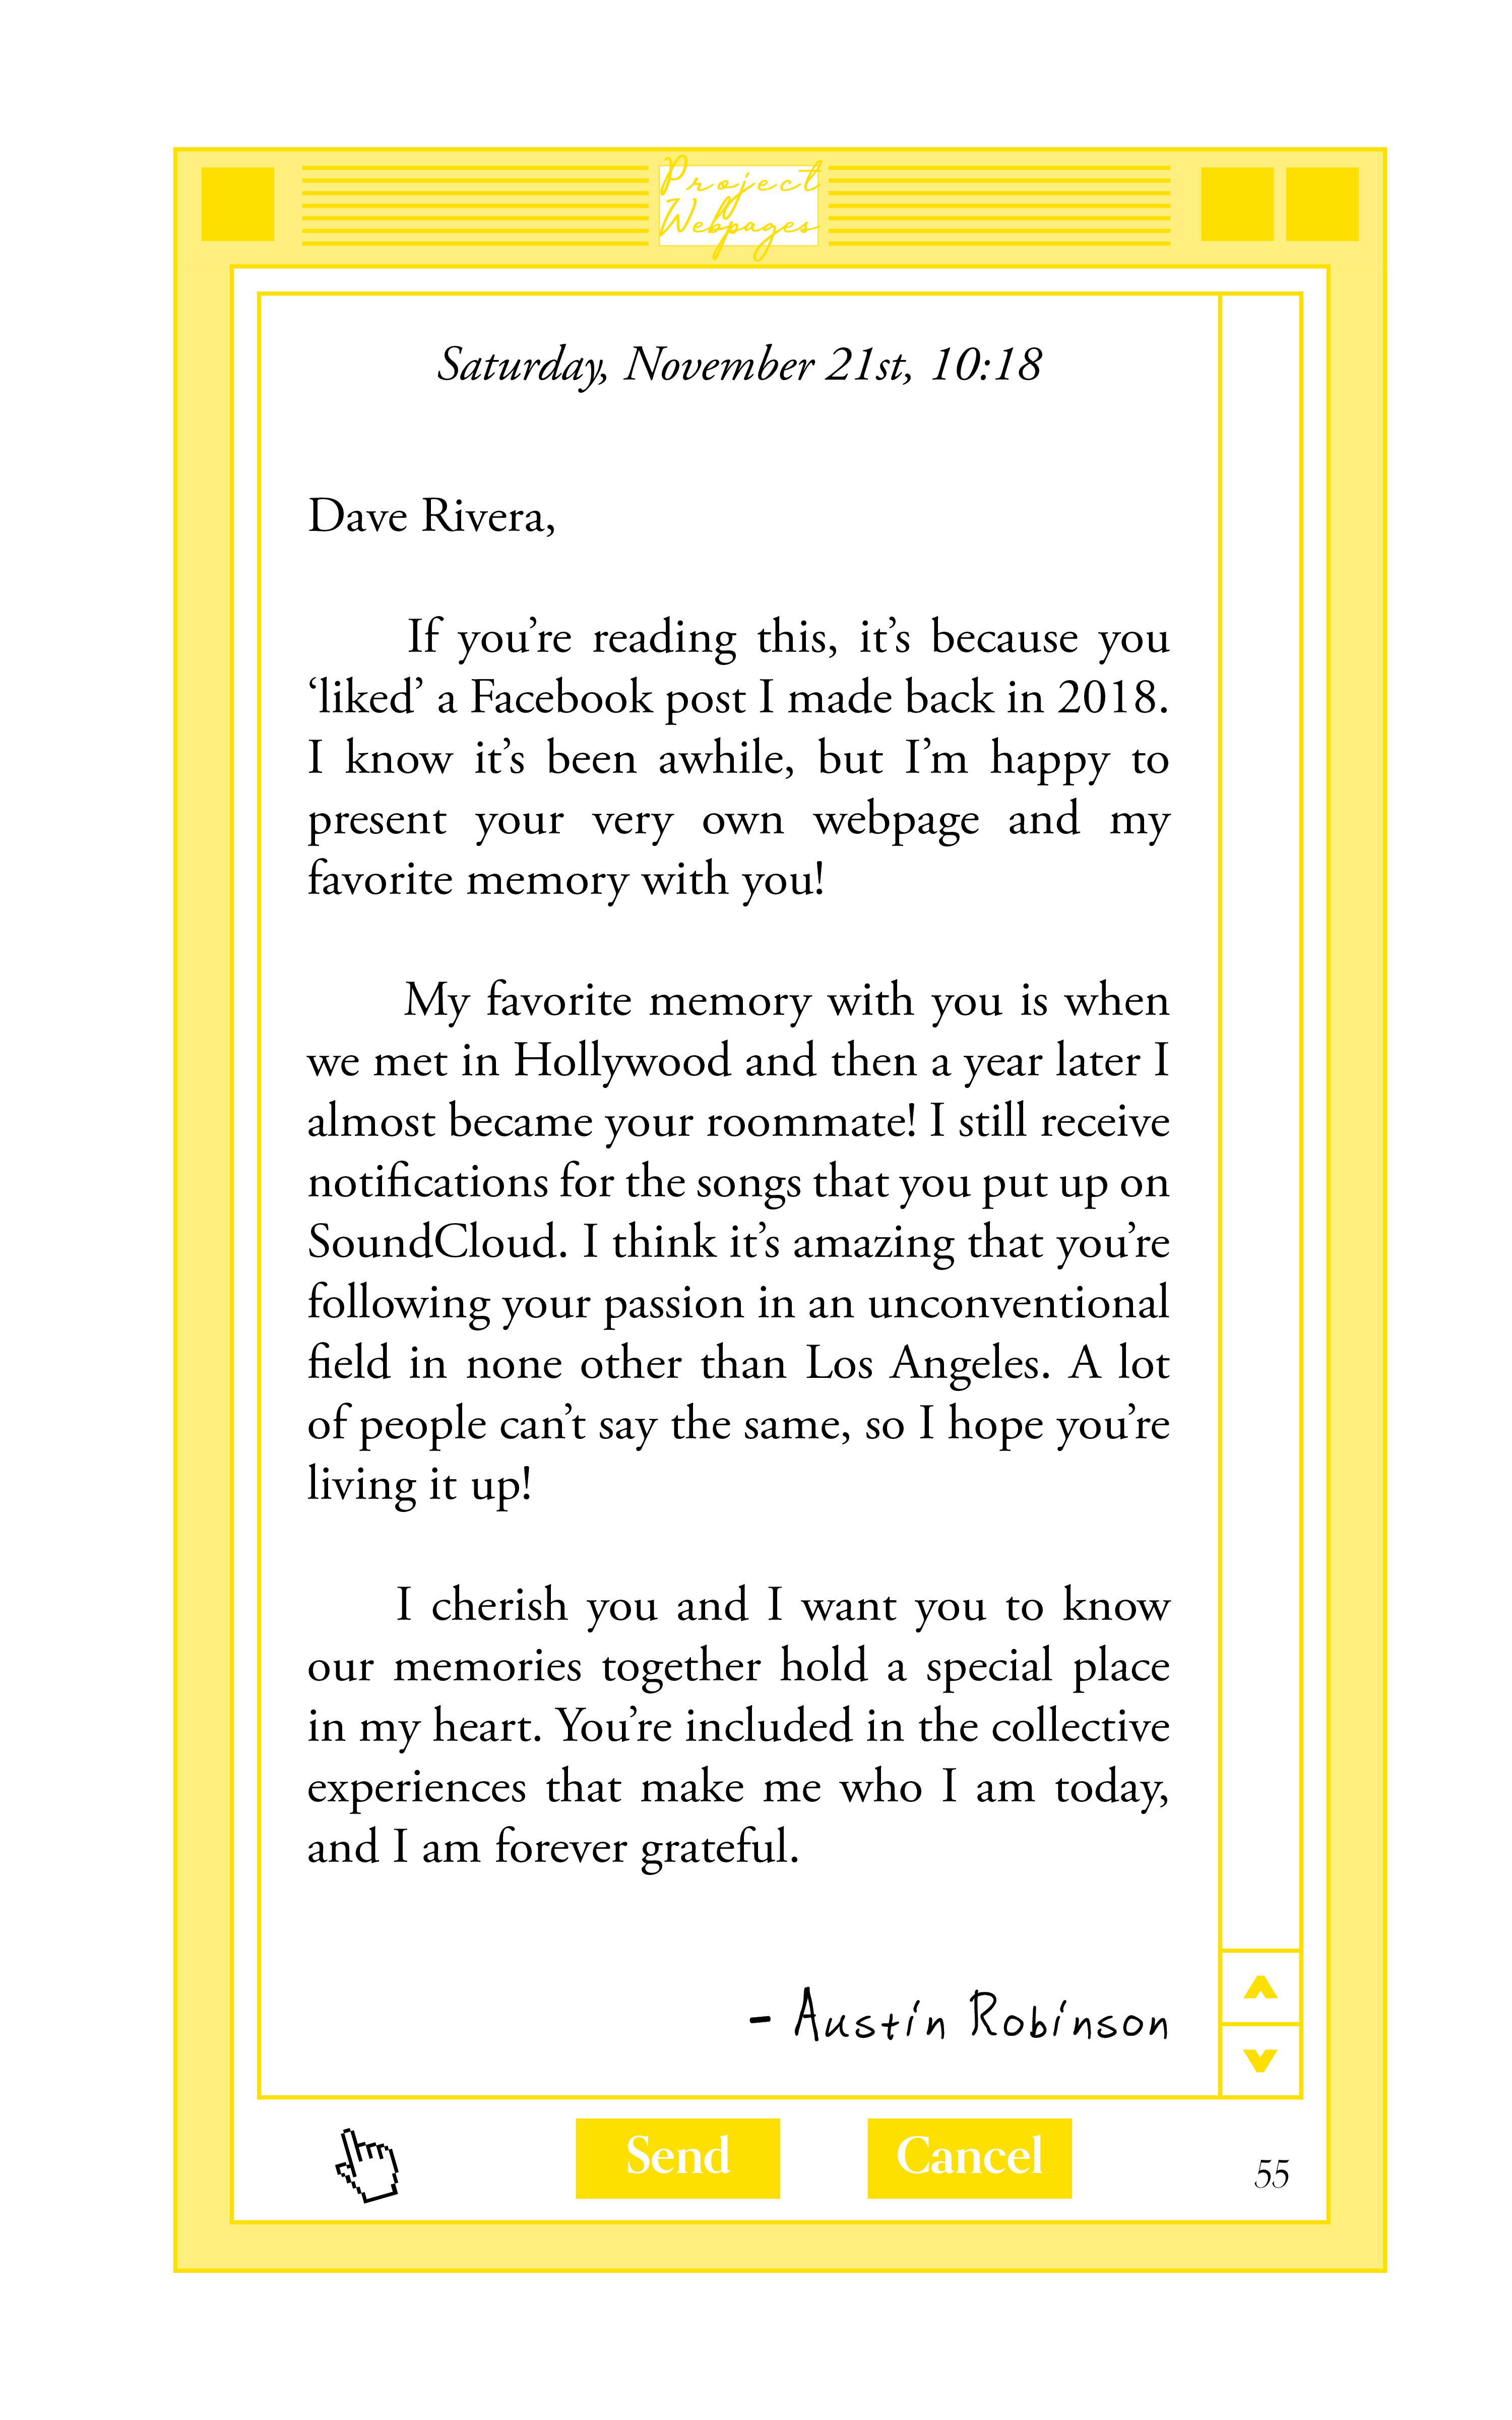 Project
Webpages
Saturday, November 21st, 10:18
Dave Rivera,
If you’re reading this, it’s because you
‘liked’ a Facebook post I made back in 2018.
I know it’s been awhile, but I’m happy to
present your very own webpage and my
favorite memory with you!
My favorite memory with you is when
we met in Hollywood and then a year later I
almost became your roommate! I still receive
notifications for the songs that you put up on
SoundCloud. I think it’s amazing that you’re
following your passion in an unconventional
field in none other than Los Angeles. A lot
of people can’t say the same, so I hope you’re
living it up!
I cherish you and I want you to know
our memories together hold a special place
in my heart. You’re included in the collective
experiences that make me who I am today,
and I am forever grateful.
- Austin Robinson
Send Cancel
55